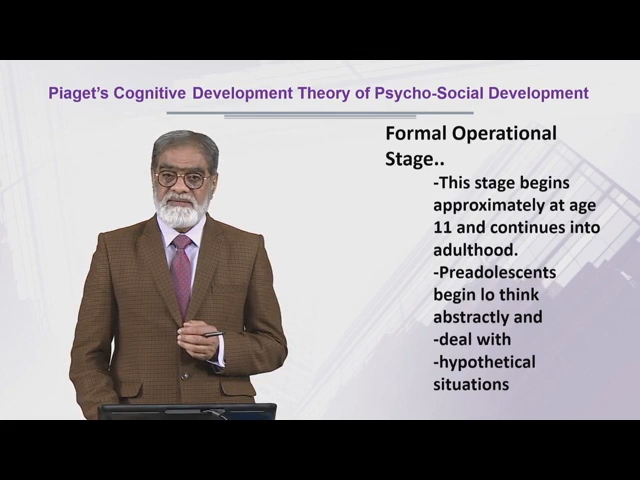 Piaget's Cognitive Development Theory of Psycho-Social Development
Formal Operational
Stage..
-This stage begins
approximately at age
11 and continues into
adulthood.
-Preadolescents
begin lo think
abstractly and
-deal with
-hypothetical
situations